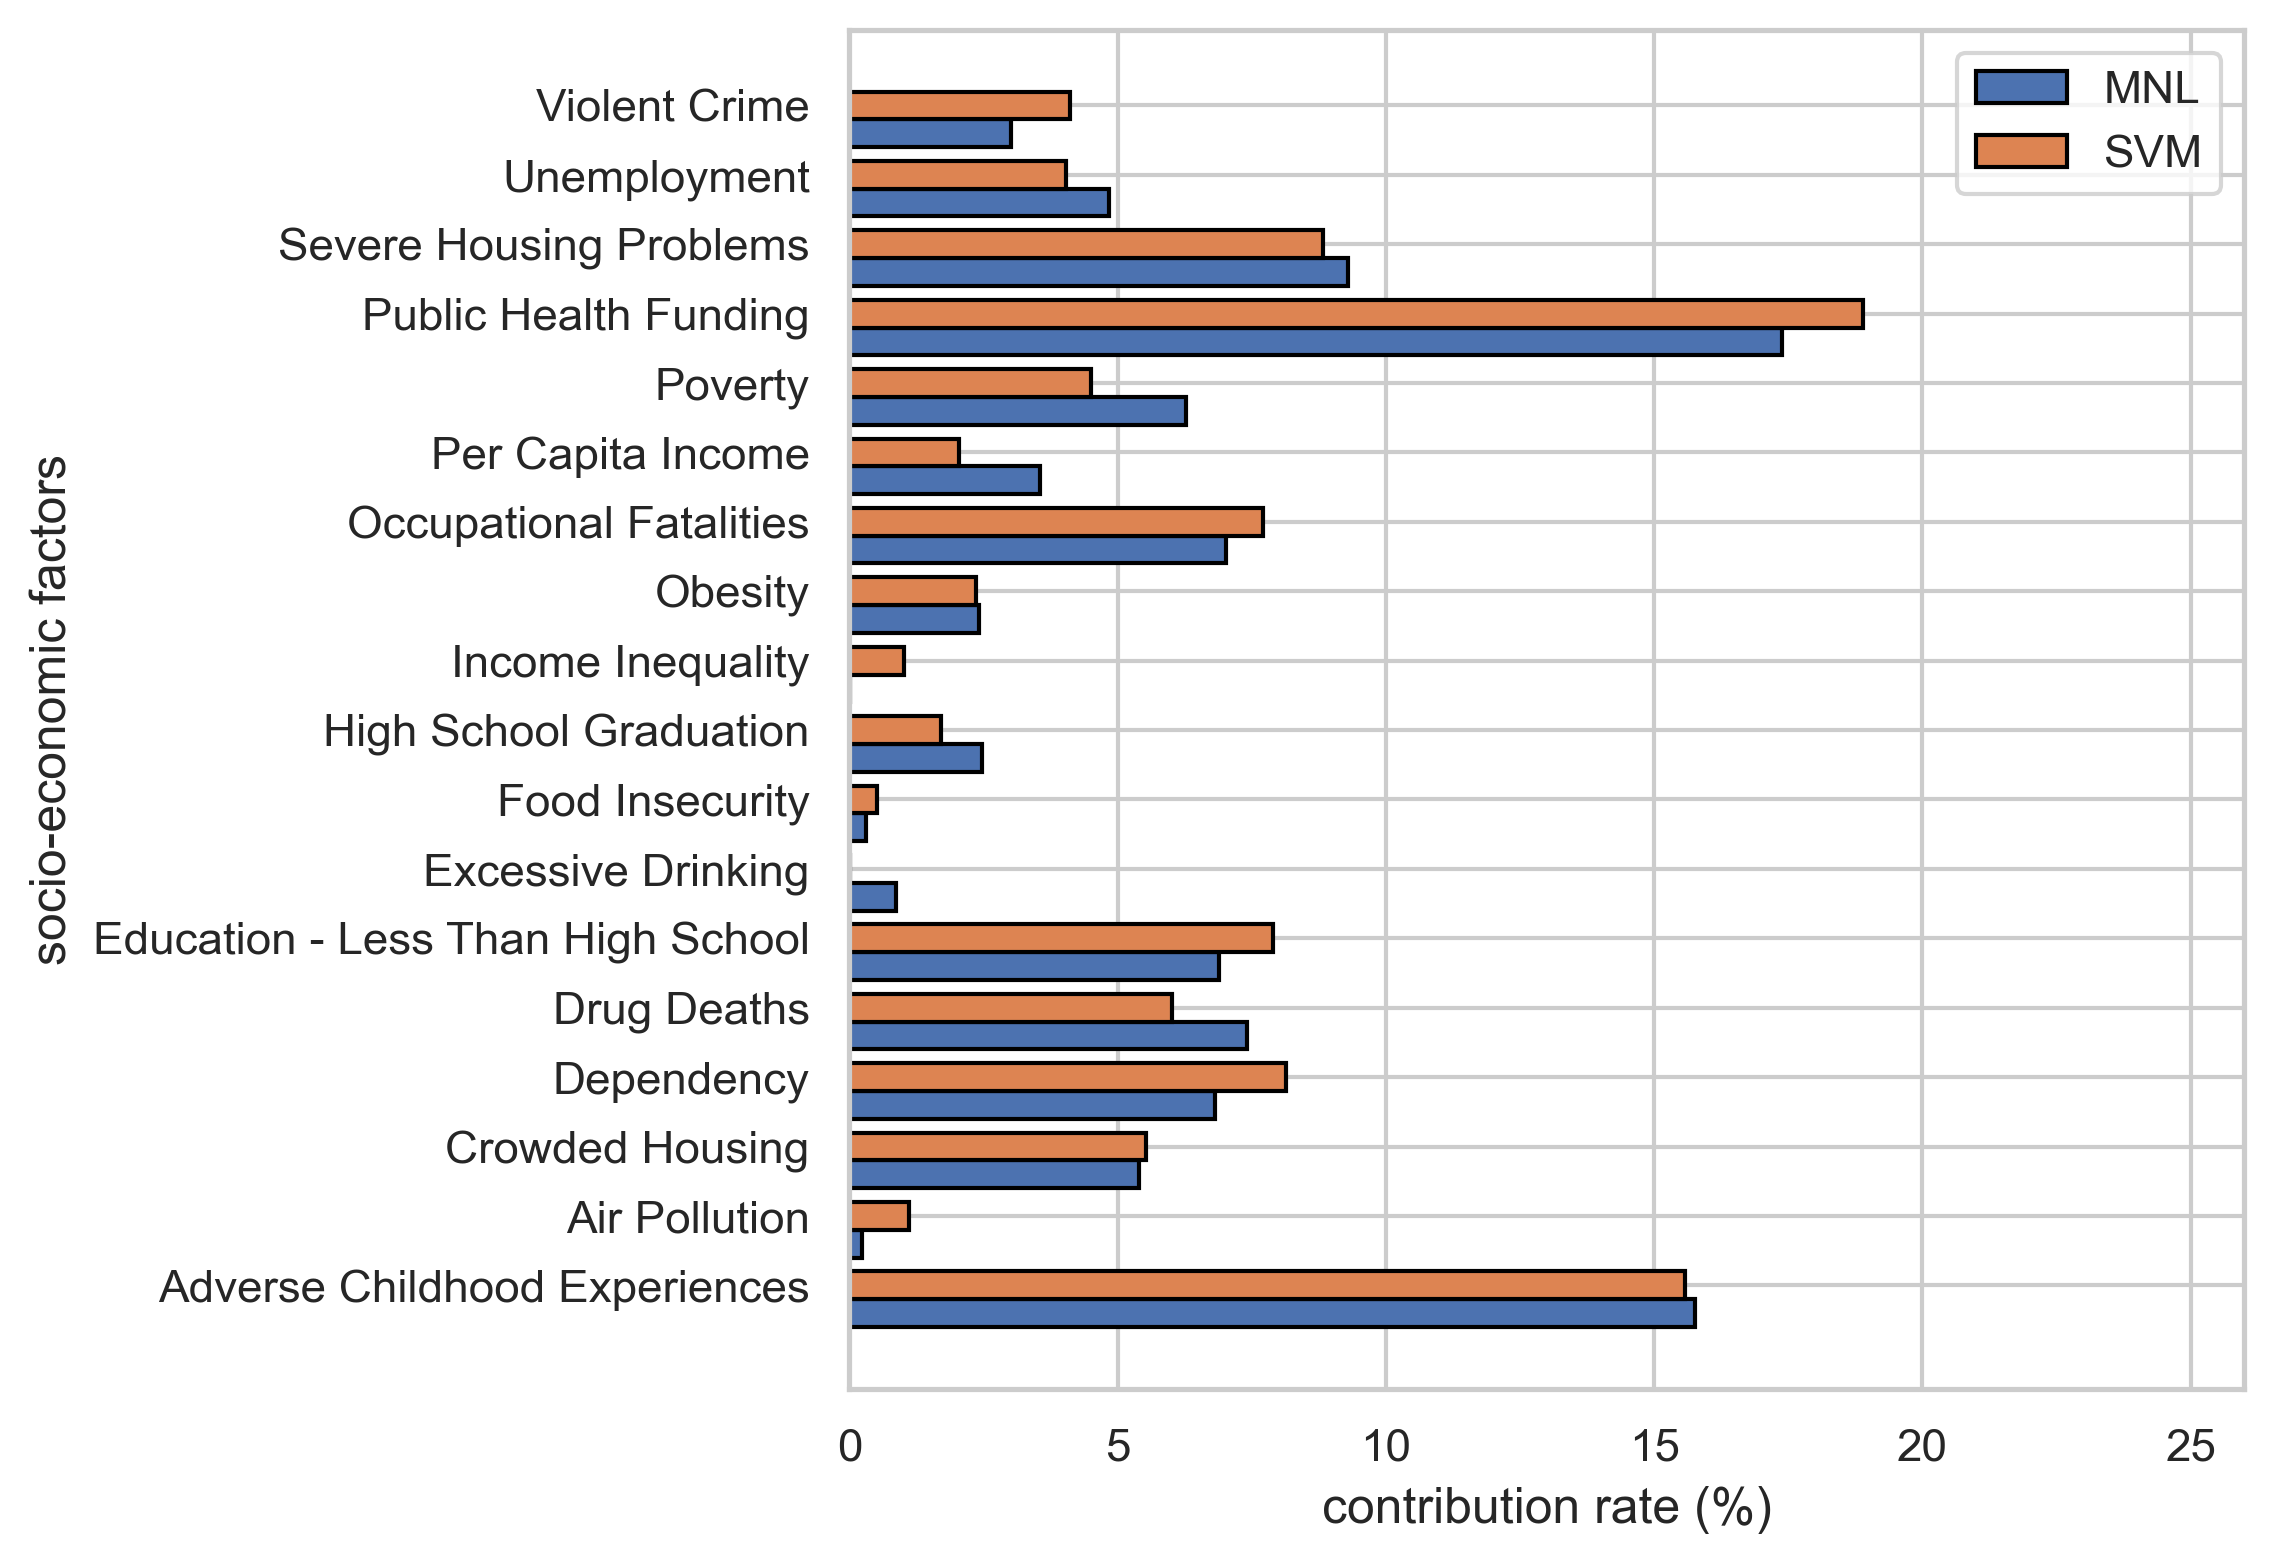 MNL
SVM
Violent Crime
Unemployment
Severe Housing Problems
Public Health Funding
Poverty
Per Capita Income
Occupational Fatalities
Obesity
Income Inequality
High School Graduation
Food Insecurity
Excessive Drinking
Education - Less Than High School
Drug Deaths
Dependency
Crowded Housing
Air Pollution
Adverse Childhood Experiences
socio-economic factors
0 5 10 15 20 25
contribution rate (%)